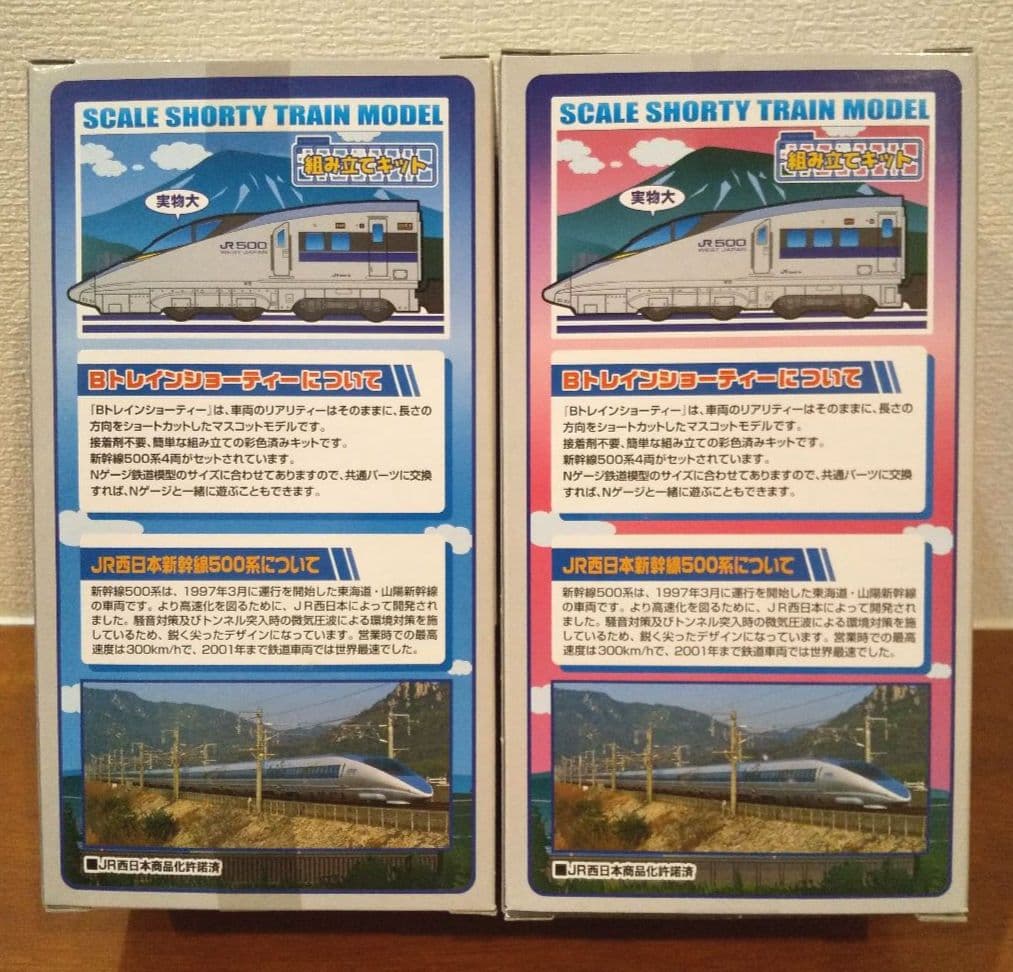 SCALE SHORTY TRAIN MODEL
組み立てキット
実物大
JR500
WEST JAPAN
Bトレインショーティーについて
「Bトレインショーティー」は、車両のリアリティーはそのままに、長さの
方向をショートカットしたマスコットモデルです。
接着剤不要、簡単な組み立ての彩色済みキットです。
新幹線500系4両がセットされています。
Nゲージ鉄道模型のサイズに合わせてありますので、共通パーツに交換
すれば、Nゲージと一緒に遊ぶこともできます。
JR西日本新幹線500系について
新幹線500系は、1997年3月に運行を開始した東海道・山陽新幹線
の車両です。より高速化を図るために、JR西日本によって開発され
ました。騒音対策及びトンネル突入時の微気圧波による環境対策を施
しているため、鋭く尖ったデザインになっています。営業時での最高
速度は300km/hで、2001年まで鉄道車両では世界最速でした。
■JR西日本商品化許諾済
SCALE SHORTY TRAIN MODEL
組み立てキット
実物大
JR500
WEST JAPAN
Bトレインショーティーについて
「Bトレインショーティー」は、車両のリアリティーはそのままに、長さの
方向をショートカットしたマスコットモデルです。
接着剤不要、簡単な組み立ての彩色済みキットです。
新幹線500系4両がセットされています。
Nゲージ鉄道模型のサイズに合わせてありますので、共通パーツに交換
すれば、Nゲージと一緒に遊ぶこともできます。
JR西日本新幹線500系について
新幹線500系は、1997年3月に運行を開始した東海道・山陽新幹線
の車両です。より高速化を図るために、JR西日本によって開発され
ました。騒音対策及びトンネル突入時の微気圧波による環境対策を施
しているため、鋭く尖ったデザインになっています。営業時での最高
速度は300km/hで、2001年まで鉄道車両では世界最速でした。
■JR西日本商品化許諾済